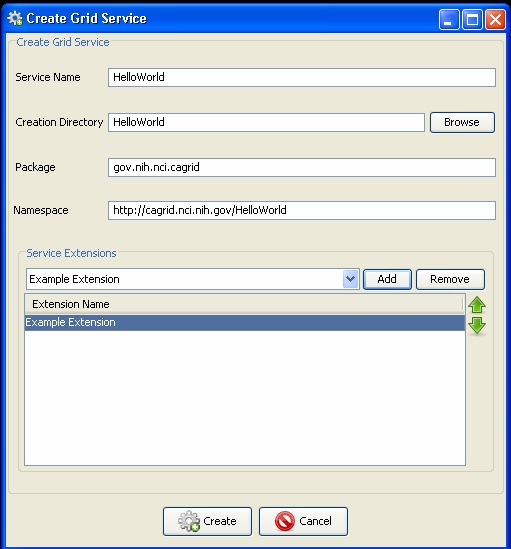 Create Grid Service
Create Grid Service
Service Name HelloWorld
Creation Directory HelloWorld Browse
Package gov.nih.nci.cagrid
Namespace http://cagrid.nci.nih.gov/HelloWorld
Service Extensions
Example Extension Add Remove
Extension Name
Example Extension
Create Cancel